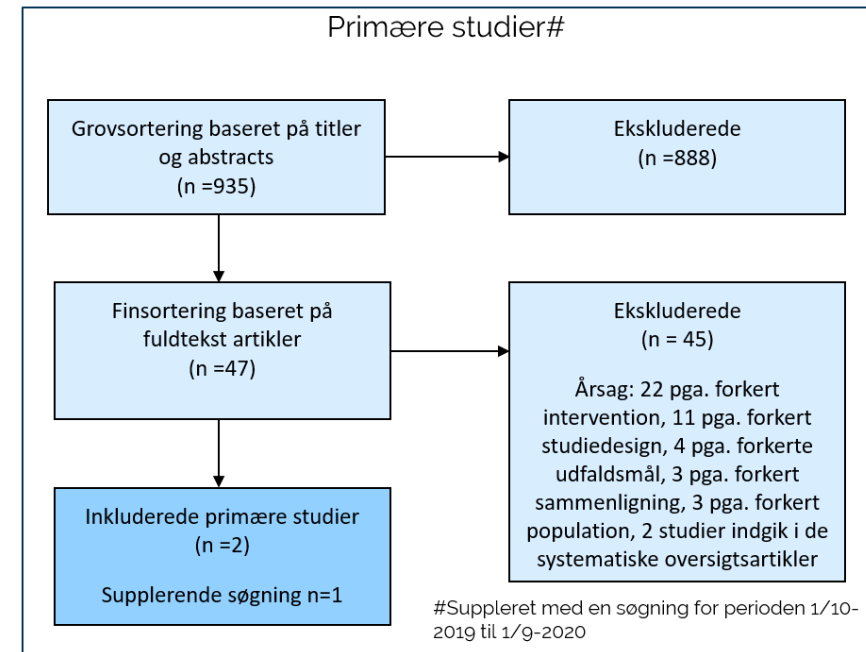 Primære studier#
Grovsortering baseret på titler
og abstracts
(n =935)
Ekskluderede
(n =888)
Finsortering baseret på
fuldtekst artikler
(n =47)
Ekskluderede
(n = 45)
Årsag: 22 pga. forkert
intervention, 11 pga. forkert
studiedesign, 4 pga. forkerte
udfaldsmål, 3 pga. forkert
sammenligning, 3 pga. forkert
population, 2 studier indgik i de
systematiske oversigtsartikler
Inkluderede primære studier
(n =2)
Supplerende søgning n=1
#Suppleret med en søgning for perioden 1/10-
2019 til 1/9-2020